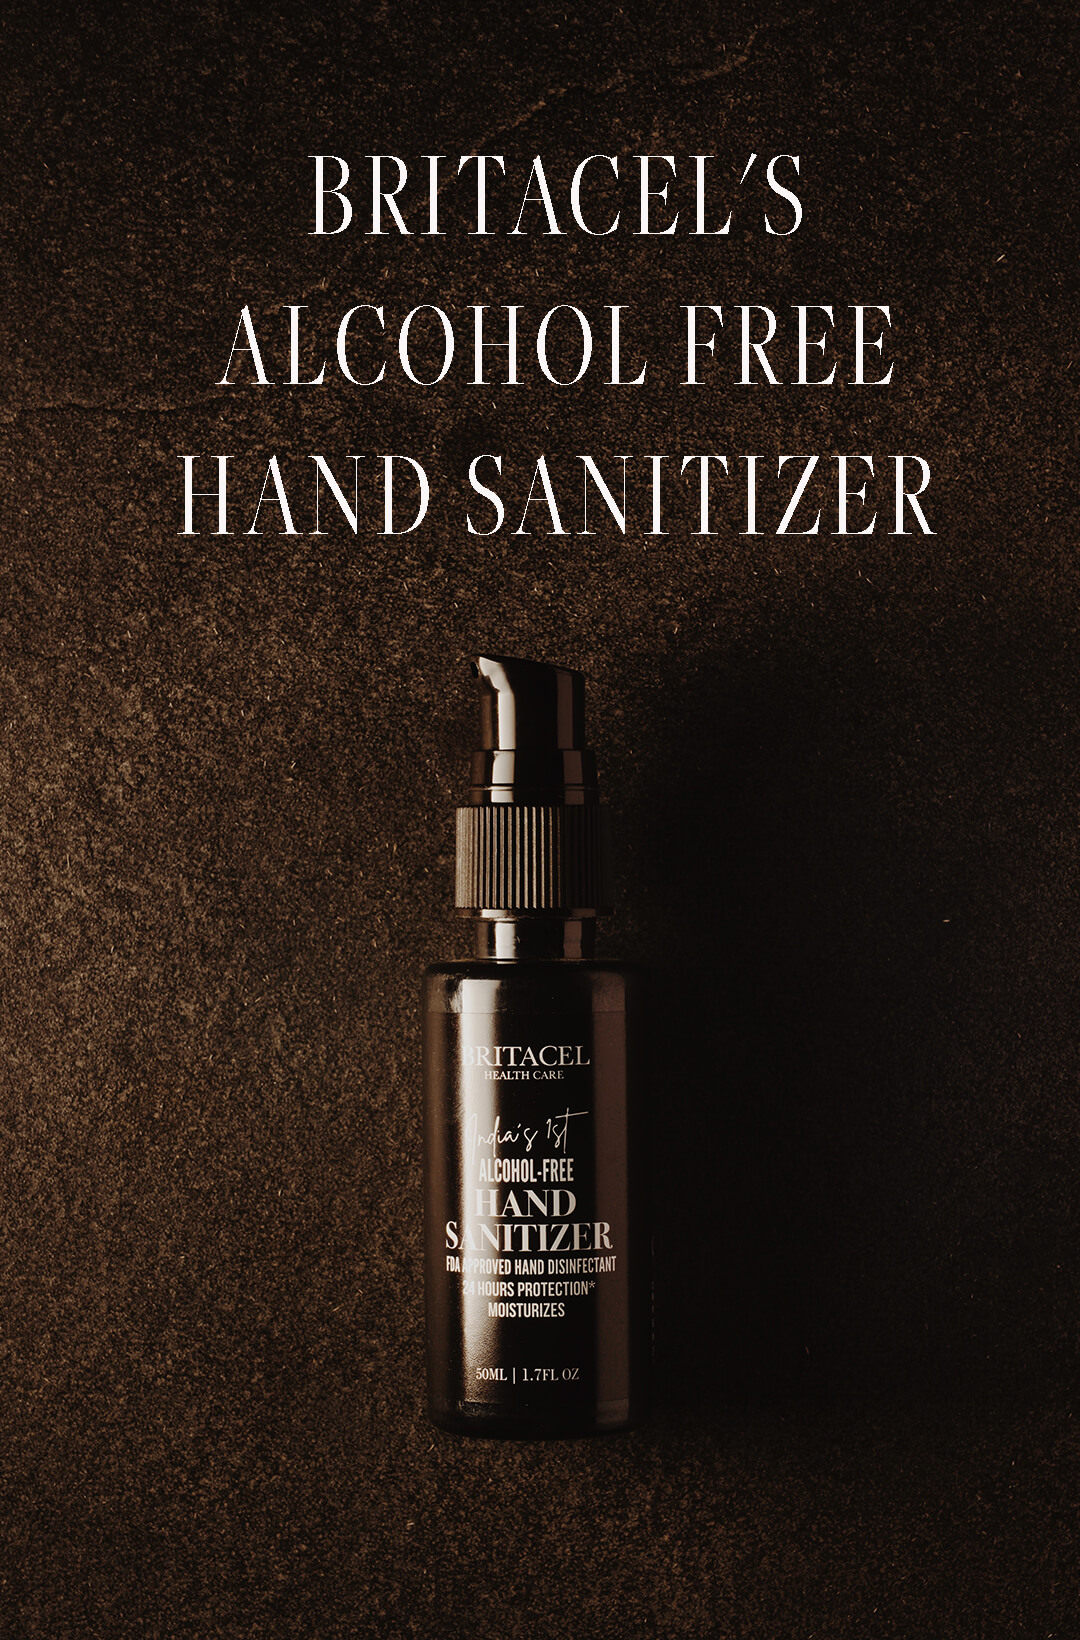 BRITACEL'S
ALCOHOL FREE
HAND SANITIZER
BRITACEL
HEALTH CARE
India's 1st
ALCOHOL-FREE
HAND
SANITIZER
FDA APPROVED HAND DISINFECTANT
24 HOURS PROTECTION*
MOISTURIZES
50ML | 1.7FL OZ